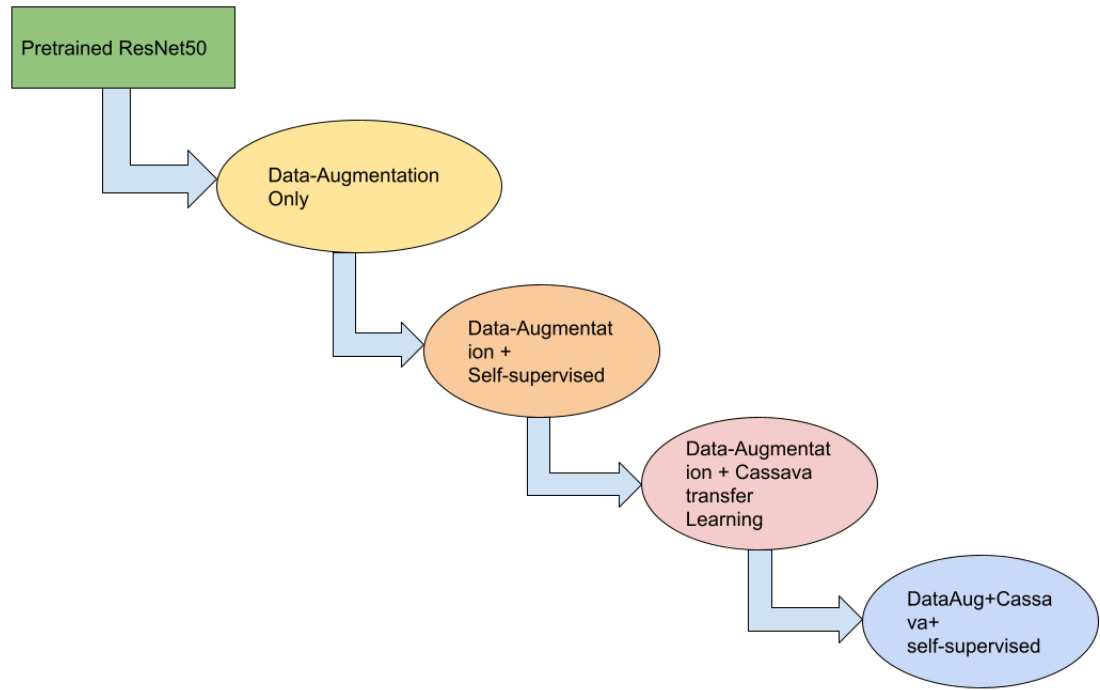 Pretrained ResNet50
Data-Augmentation
Only
Data-Augmentat
ion +
Self-supervised
Data-Augmentat
ion + Cassava
transfer
Learning
DataAug+Cassa
va+
self-supervised